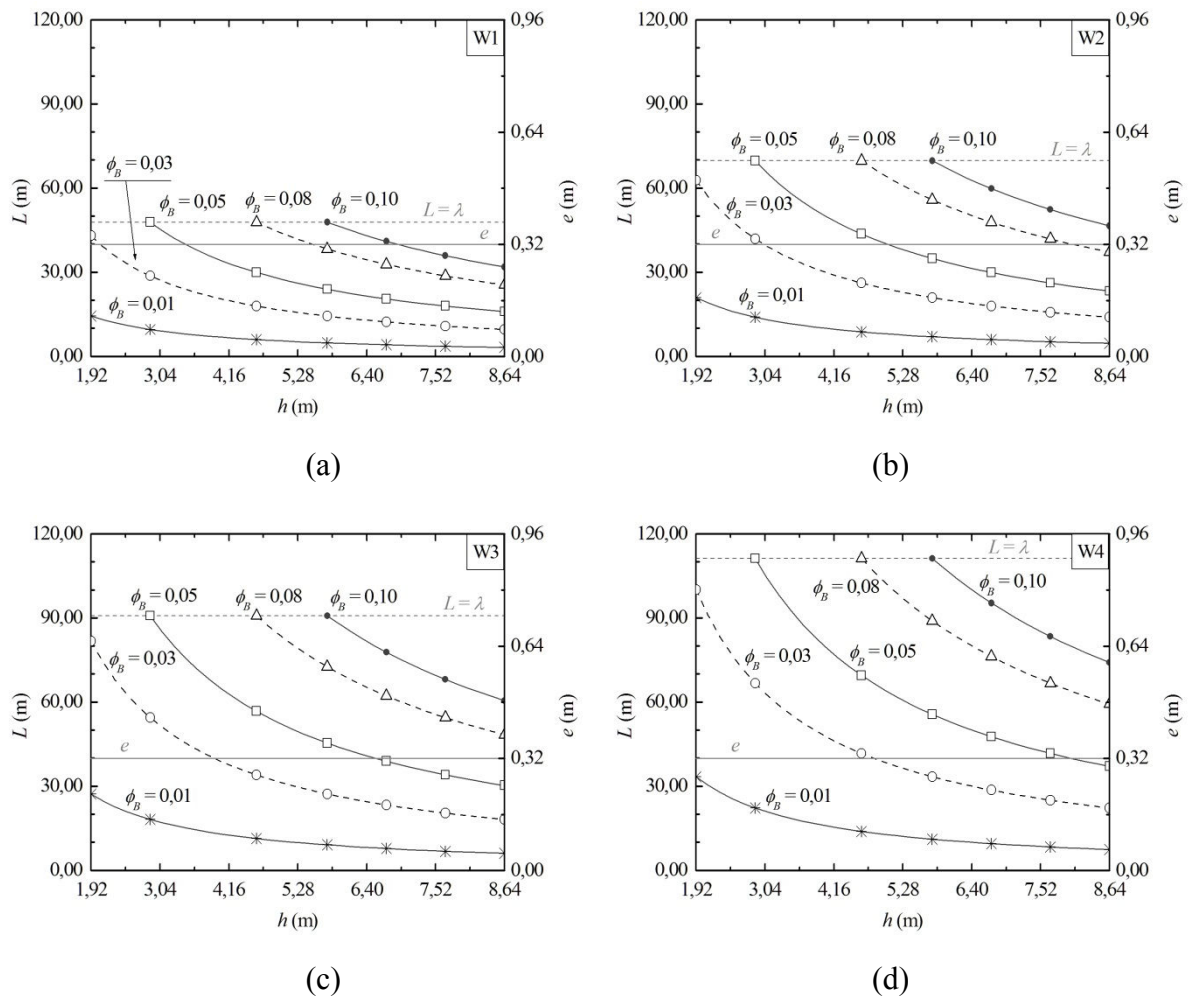 W1
120,00
90,00
60,00
30,00
0,00
L (m)
0,96
0,64
0,32
0,00
e (m)
ϕB = 0,03
ϕB = 0,05
ϕB = 0,08
ϕB = 0,10
L = λ
e
ϕB = 0,01
1,92 3,04 4,16 5,28 6,40 7,52 8,64
h (m)
(a)
W2
120,00
90,00
60,00
30,00
0,00
L (m)
0,96
0,64
0,32
0,00
e (m)
ϕB = 0,05
ϕB = 0,08
ϕB = 0,10
L = λ
ϕB = 0,03
e
ϕB = 0,01
1,92 3,04 4,16 5,28 6,40 7,52 8,64
h (m)
(b)
W3
120,00
90,00
60,00
30,00
0,00
L (m)
0,96
0,64
0,32
0,00
e (m)
ϕB = 0,05
ϕB = 0,08
ϕB = 0,10
L = λ
ϕB = 0,03
e
ϕB = 0,01
1,92 3,04 4,16 5,28 6,40 7,52 8,64
h (m)
(c)
W4
120,00
90,00
60,00
30,00
0,00
L (m)
0,96
0,64
0,32
0,00
e (m)
L = λ
ϕB = 0,08
ϕB = 0,10
ϕB = 0,03
ϕB = 0,05
e
ϕB = 0,01
1,92 3,04 4,16 5,28 6,40 7,52 8,64
h (m)
(d)